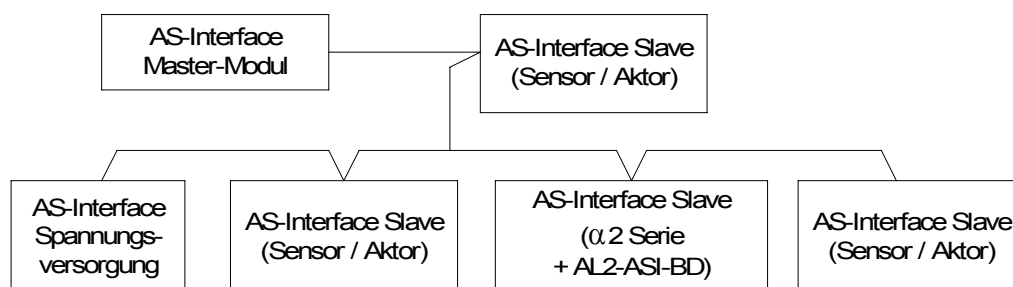 AS-Interface
Master-Modul
AS-Interface Slave
(Sensor / Aktor)
AS-Interface
Spannungs-
versorgung
AS-Interface Slave
(Sensor / Aktor)
AS-Interface Slave
(α2 Serie
+ AL2-ASI-BD)
AS-Interface Slave
(Sensor / Aktor)